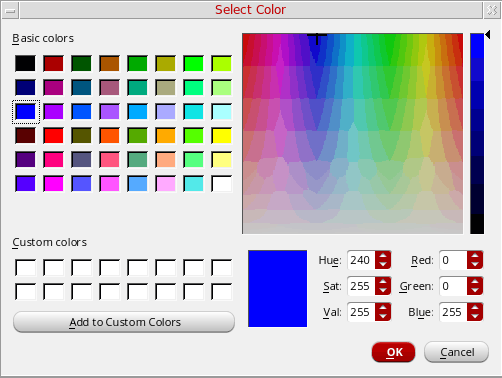 Select Color
Basic colors
Custom colors
Add to Custom Colors
Hue: 240 Red: 0
Sat: 255 Green: 0
Val: 255 Blue: 255
OK Cancel